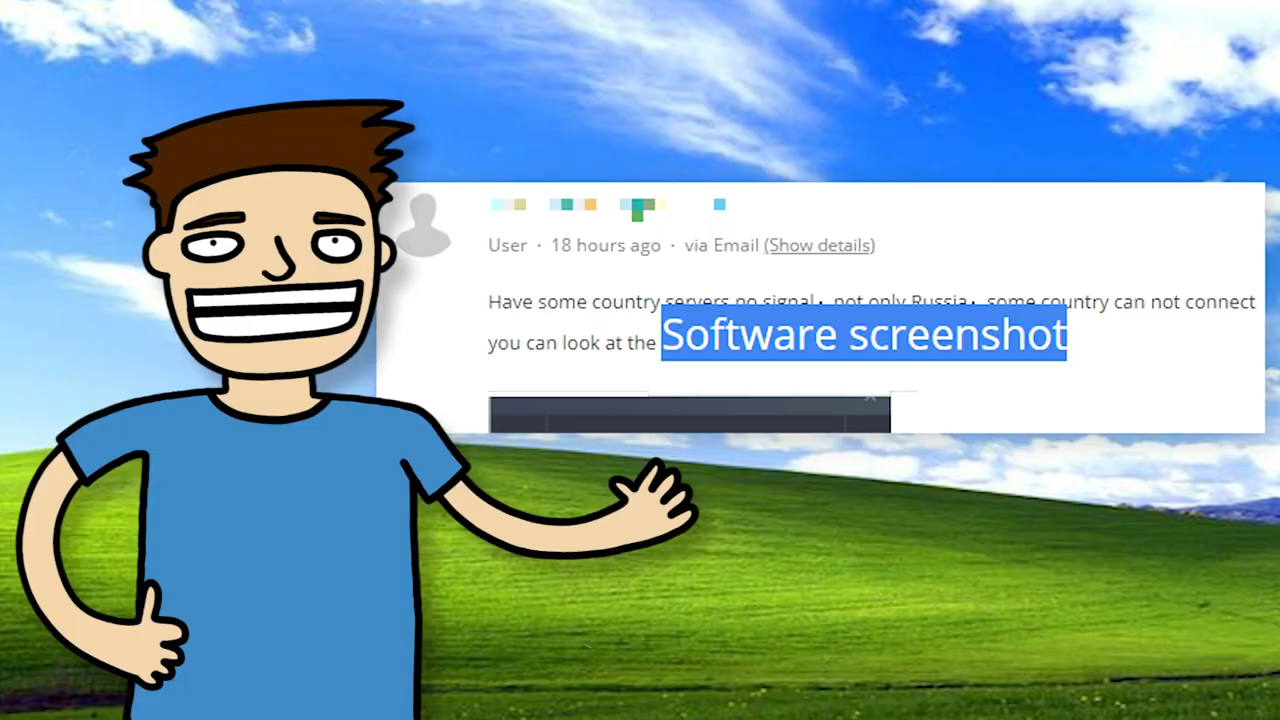 User · 18 hours ago · via Email (Show details)
Have some country servers no signal, not only Russia, some country can not connect
you can look at the Software screenshot